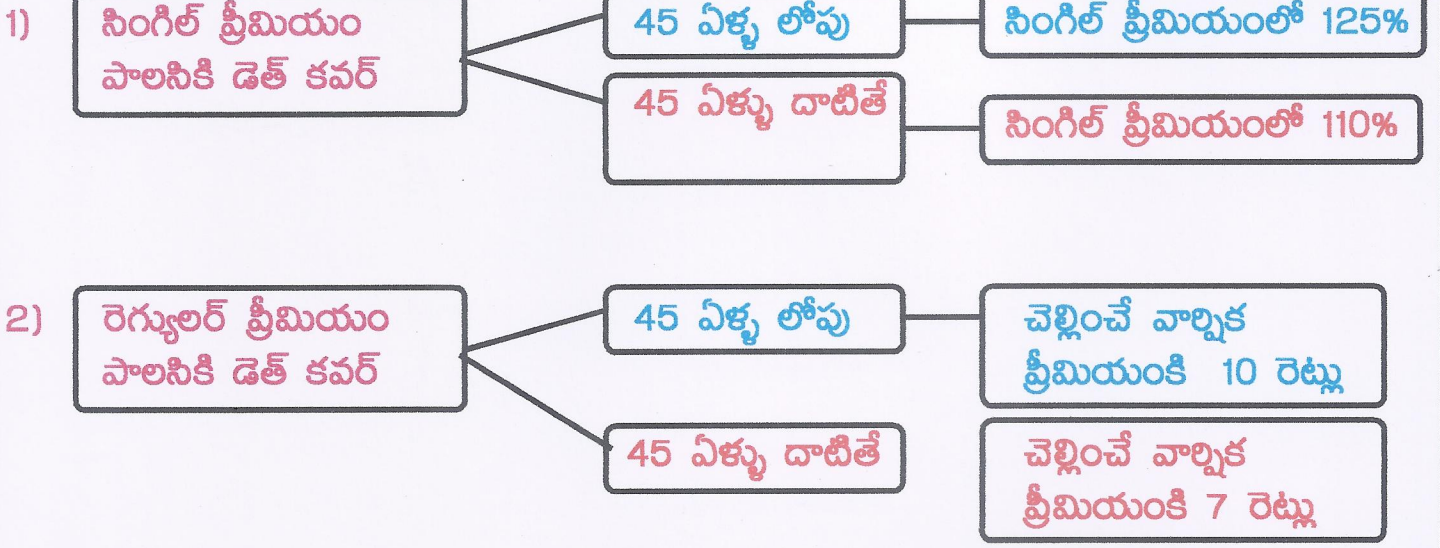 1)
సింగిల్ ప్రీమియం
పాలసికి డెత్ కవర్
45 ఏళ్ళ లోపు
సింగిల్ ప్రీమియంలో 125%
45 ఏళ్ళు దాటితే
సింగిల్ ప్రీమియంలో 110%
2)
రెగ్యులర్ ప్రీమియం
పాలసికి డెత్ కవర్
45 ఏళ్ళ లోపు
చెల్లించే వార్షిక
ప్రీమియంకి 10 రెట్లు
45 ఏళ్ళు దాటితే
చెల్లించే వార్షిక
ప్రీమియంకి 7 రెట్లు